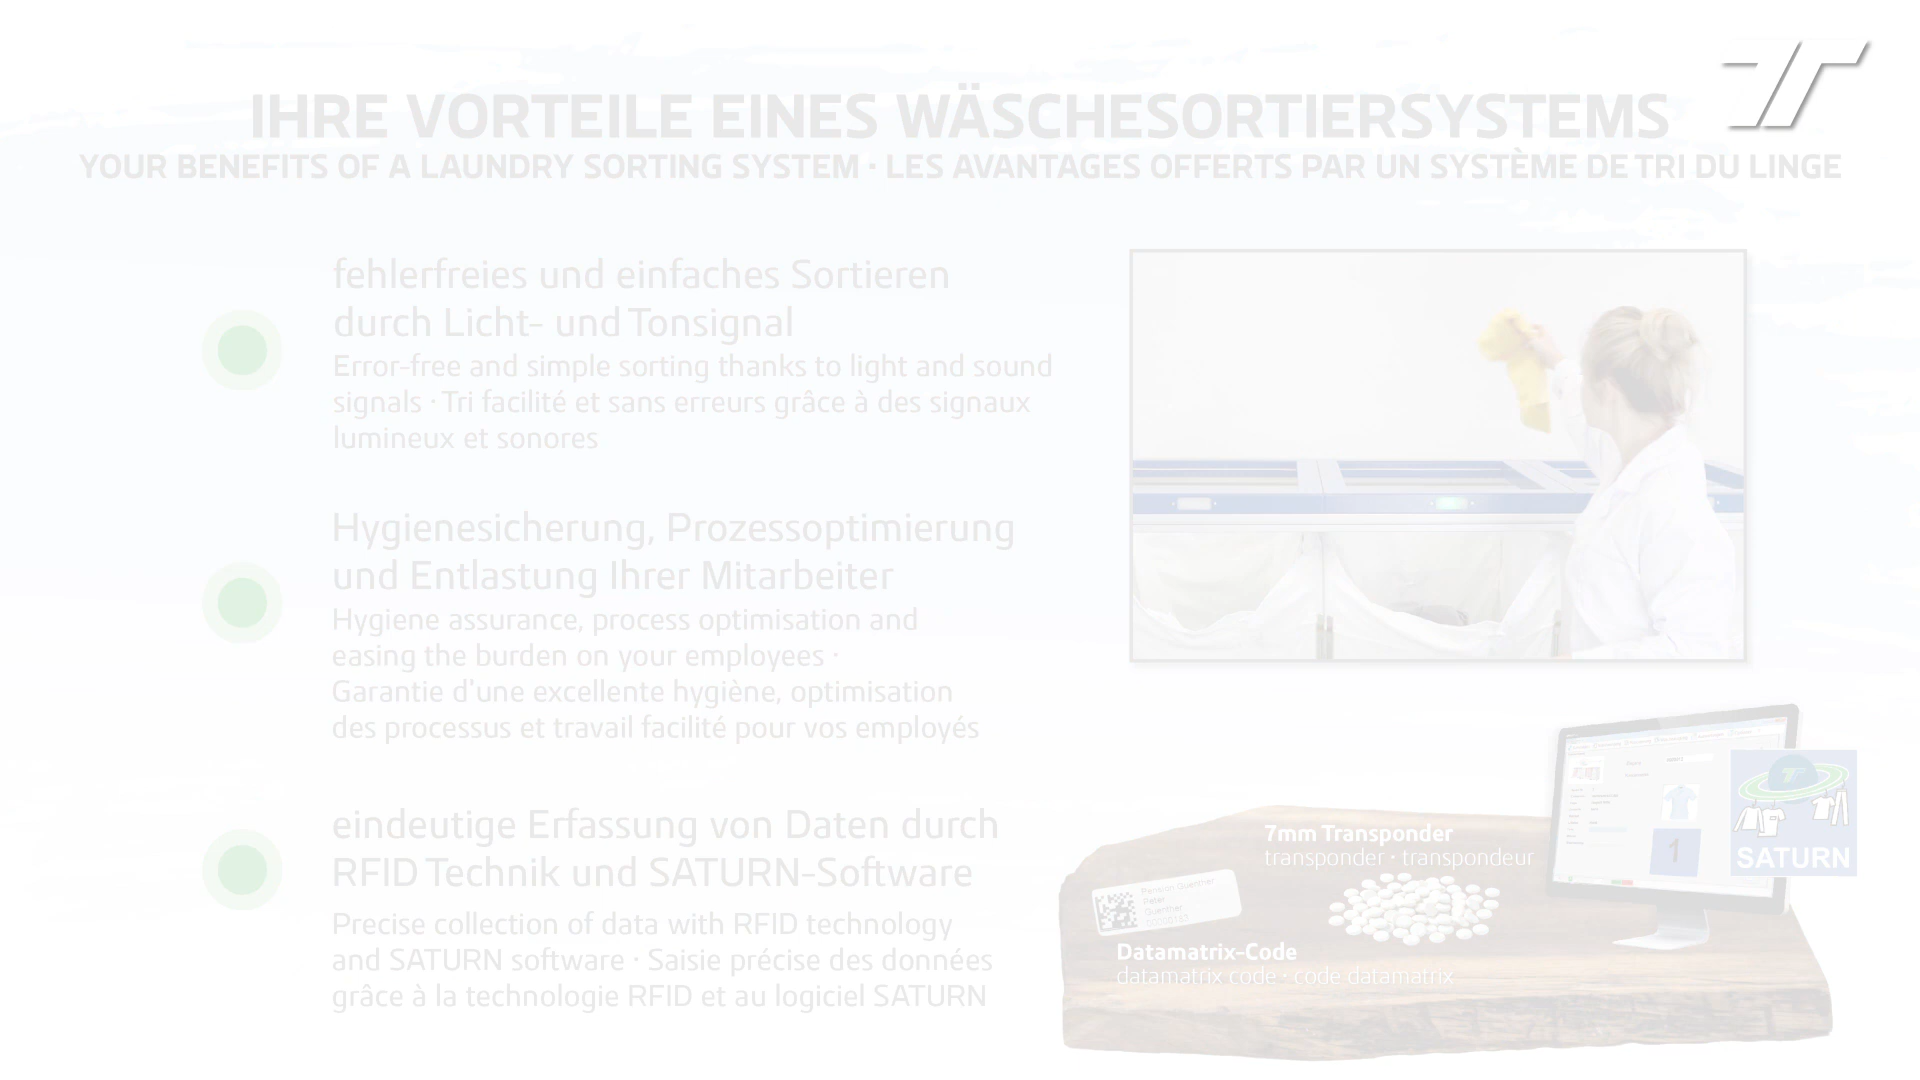 IHRE VORTEILE EINES WÄSCHESORTIERSYSTEMS
YOUR BENEFITS OF A LAUNDRY SORTING SYSTEM · LES AVANTAGES OFFERTS PAR UN SYSTÈME DE TRI DU LINGE
fehlerfreies und einfaches Sortieren
durch Licht- und Tonsignal
Error-free and simple sorting thanks to light and sound
signals · Tri facilité et sans erreurs grâce à des signaux
lumineux et sonores
Hygienesicherung, Prozessoptimierung
und Entlastung Ihrer Mitarbeiter
Hygiene assurance, process optimisation and
easing the burden on your employees ·
Garantie d'une excellente hygiène, optimisation
des processus et travail facilité pour vos employés
eindeutige Erfassung von Daten durch
RFID Technik und SATURN-Software
Precise collection of data with RFID technology
and SATURN software · Saisie précise des données
grâce à la technologie RFID et au logiciel SATURN
7mm Transponder
transponder · transpondeur
Pension Guenther
Peter
Guenther
Datamatrix-Code
datamatrix code · code datamatrix
1
SATURN